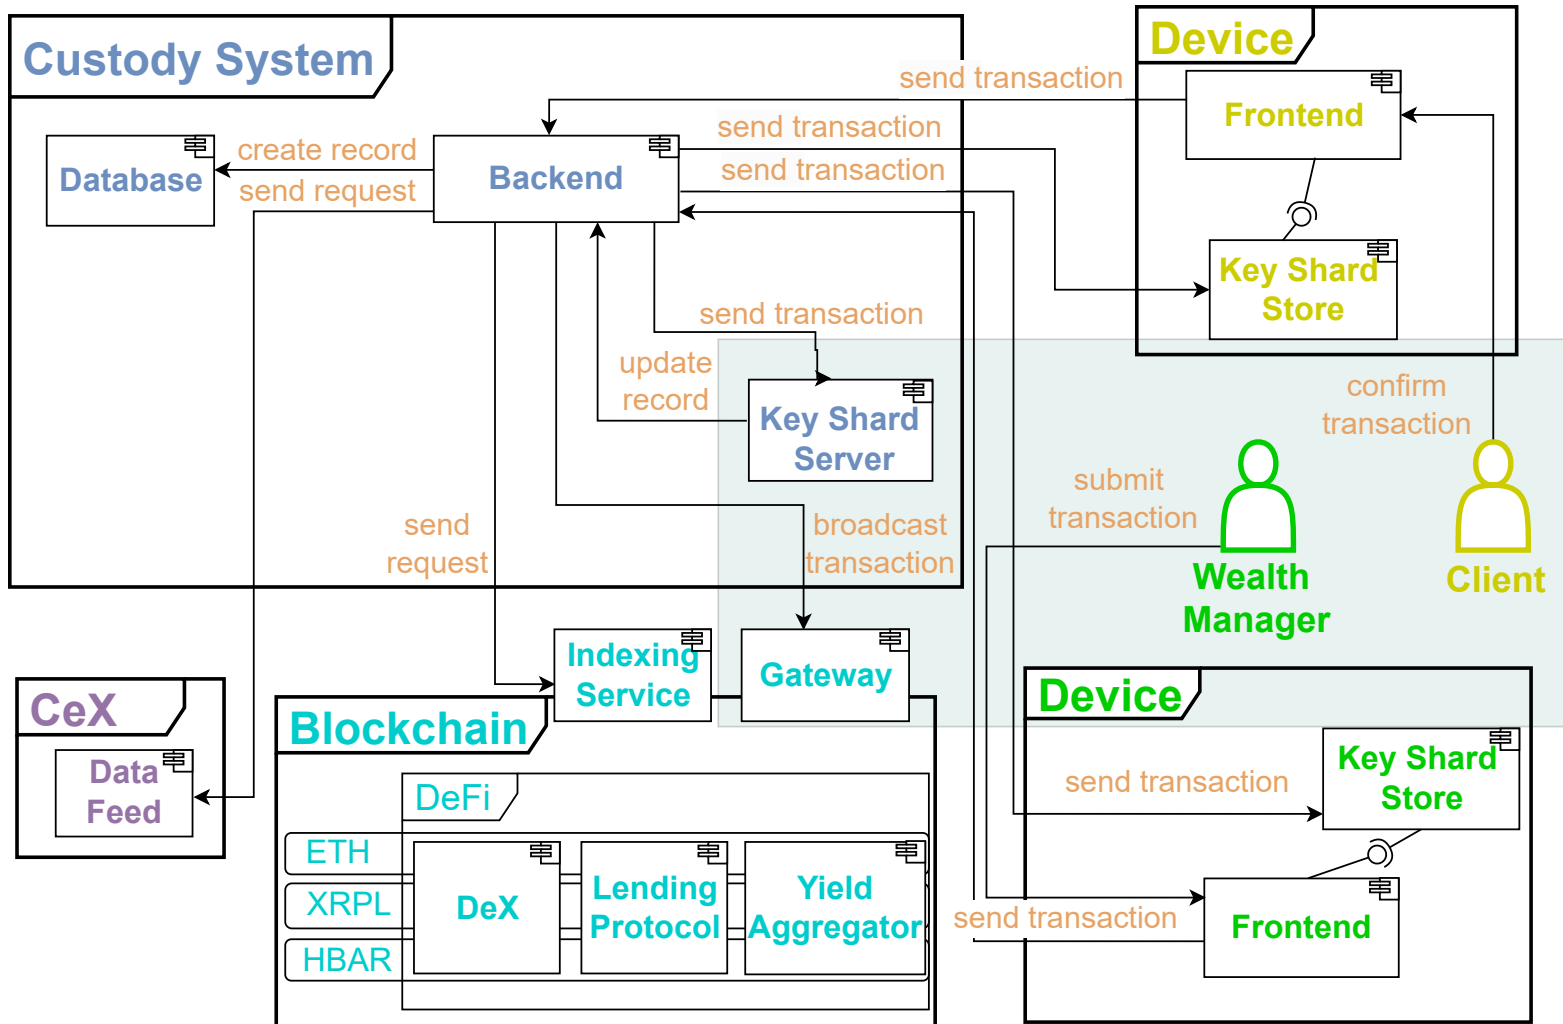 Custody System
Device
send transaction
Frontend
send transaction
create record
send transaction
Database
Backend
send request
Key Shard
Store
send transaction
update
record
confirm
transaction
Key Shard
Server
submit
transaction
send
request
broadcast
transaction
Wealth
Manager
Client
Indexing
Service
Gateway
CeX
Device
Blockchain
Data
Feed
Key Shard
Store
send transaction
DeFi
ETH
XRPL
HBAR
DeX
Lending
Protocol
Yield
Aggregator
send transaction
Frontend